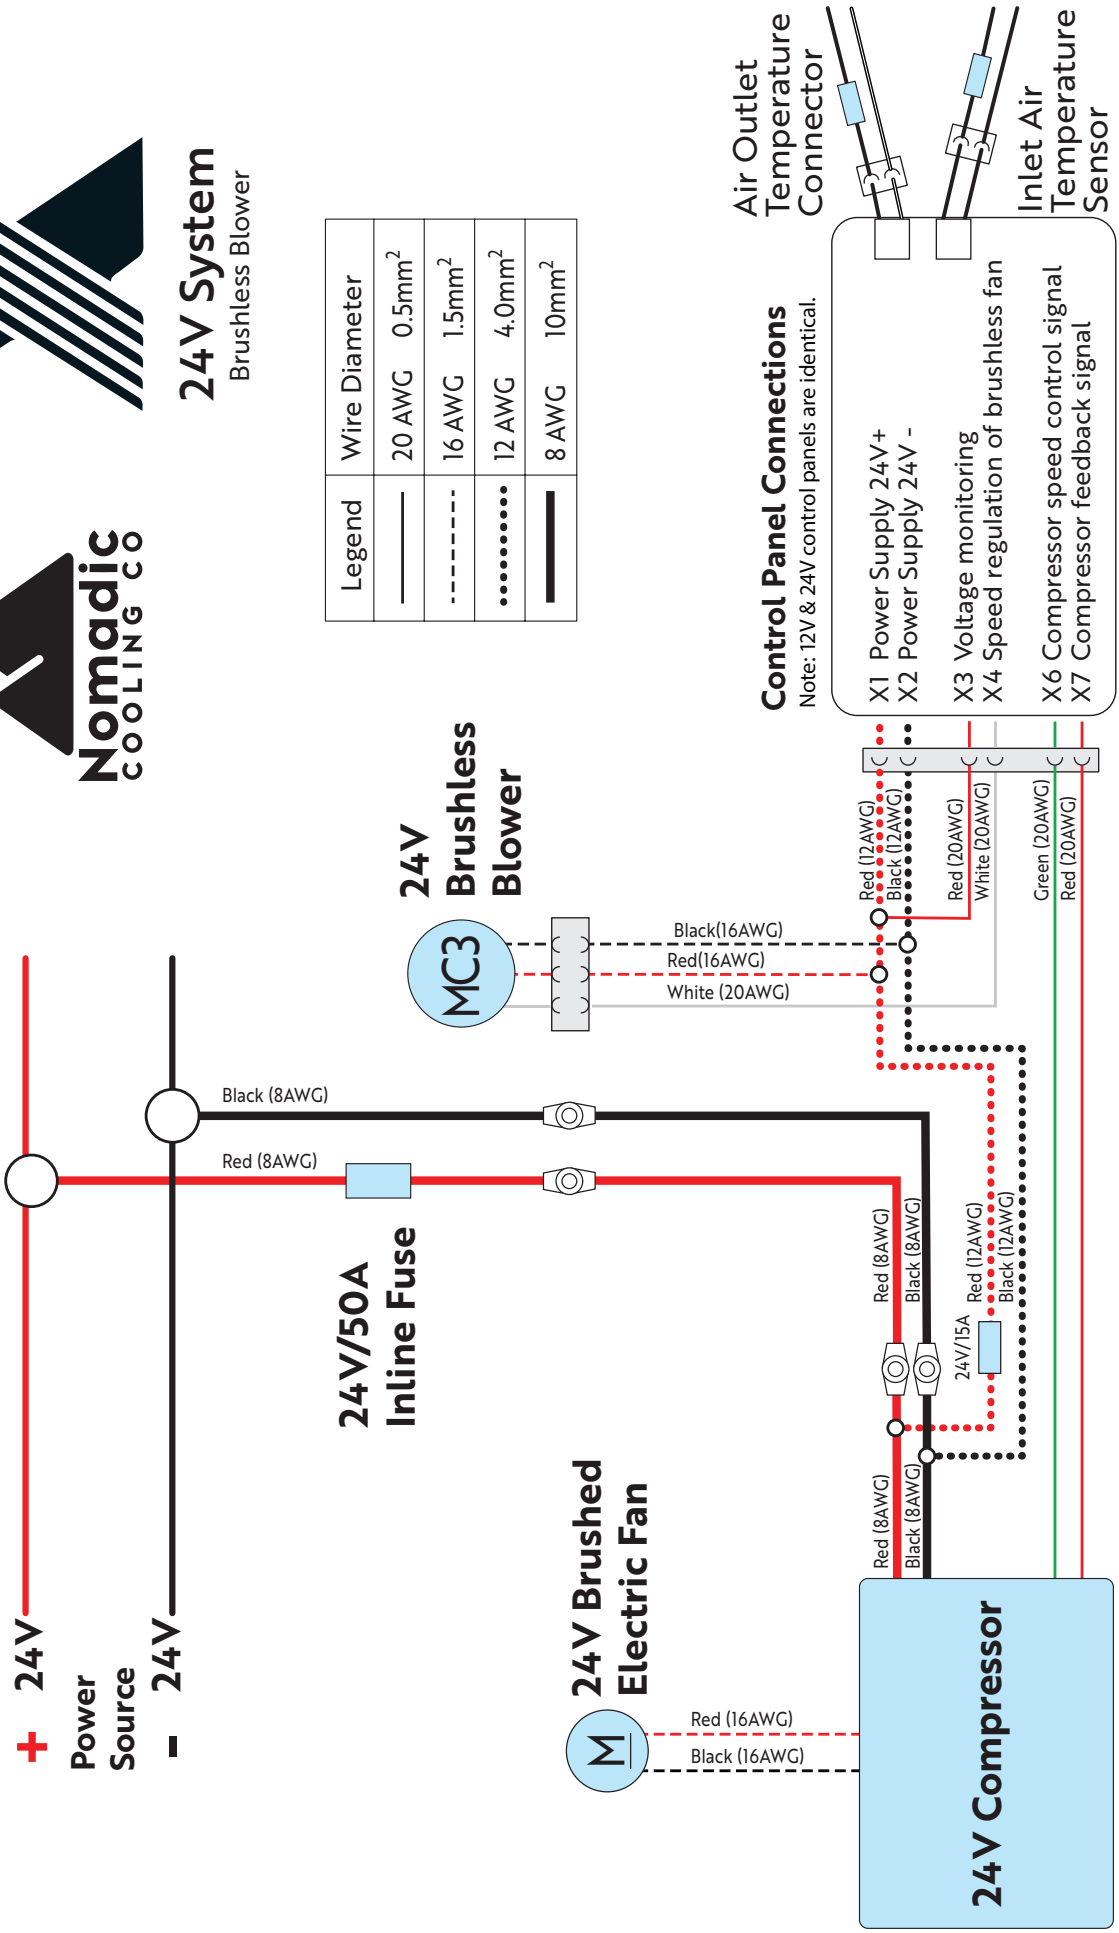 + 24V
Power
Source
- 24V
Nomadic
COOLING CO
24V System
Brushless Blower
Black (8AWG)
Red (8AWG)
24V/50A
Inline Fuse
Legend Wire Diameter
20 AWG 0.5mm²
16 AWG 1.5mm²
12 AWG 4.0mm²
8 AWG 10mm²
24V
Brushless
Blower
MC3
Black(16AWG)
Red(16AWG)
White (20AWG)
24V Brushed
Electric Fan
M
Red (16AWG)
Black (16AWG)
Air Outlet
Temperature
Connector
Control Panel Connections
Note: 12V & 24V control panels are identical.
X1 Power Supply 24V+
X2 Power Supply 24V -
X3 Voltage monitoring
X4 Speed regulation of brushless fan
X6 Compressor speed control signal
X7 Compressor feedback signal
Inlet Air
Temperature
Sensor
Red (12AWG)
Black (12AWG)
Red (20AWG)
White (20AWG)
Green (20AWG)
Red (20AWG)
Red (8AWG)
Black (8AWG)
Red (12AWG)
Black (12AWG)
24V/15A
Red (8AWG)
Black (8AWG)
24V Compressor